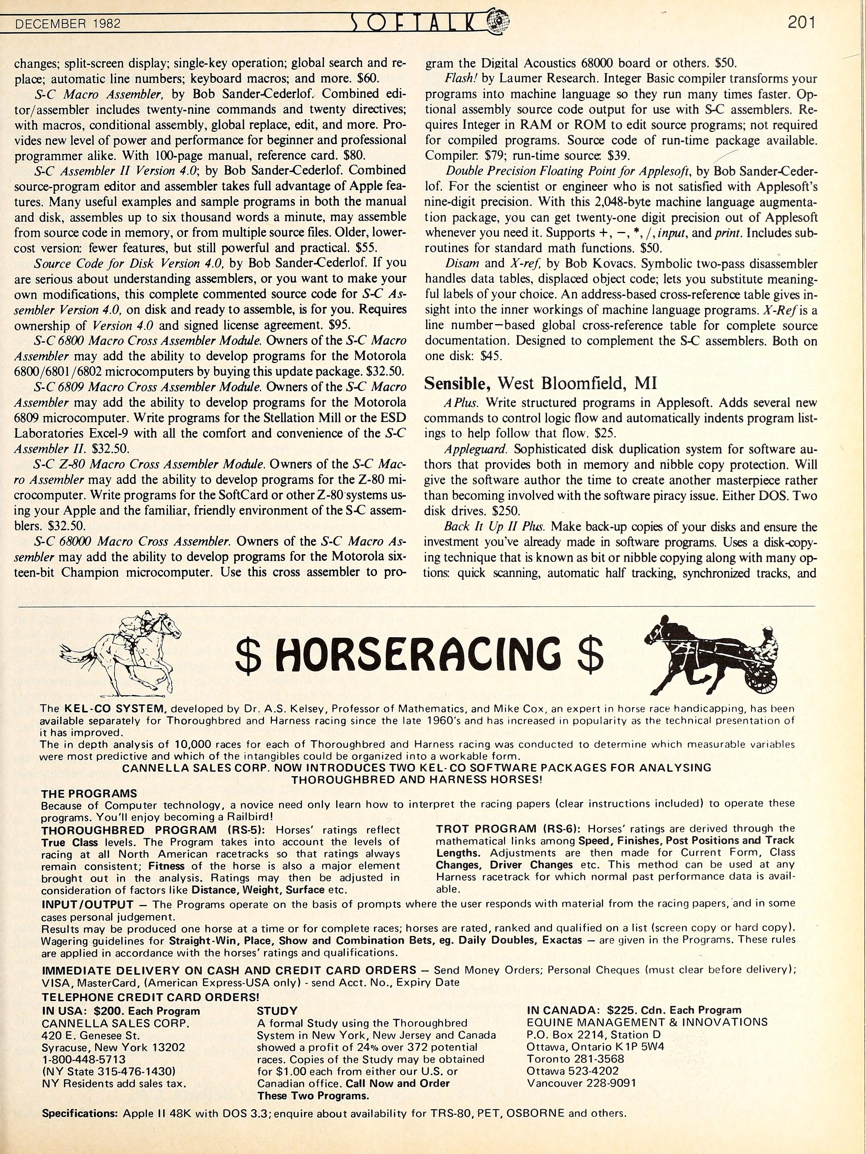 DECEMBER 1982
SOFTALK
201
changes; split-screen display; single-key operation; global search and re-
place; automatic line numbers; keyboard macros; and more. $60.
S-C Macro Assembler, by Bob Sander-Cederlof. Combined edi-
tor/assembler includes twenty-nine commands and twenty directives;
with macros, conditional assembly, global replace, edit, and more. Pro-
vides new level of power and performance for beginner and professional
programmer alike. With 100-page manual, reference card. $80.
S-C Assembler II Version 4.0; by Bob Sander-Cederlof. Combined
source-program editor and assembler takes full advantage of Apple fea-
tures. Many useful examples and sample programs in both the manual
and disk, assembles up to six thousand words a minute, may assemble
from source code in memory, or from multiple source files. Older, lower-
cost version: fewer features, but still powerful and practical. $55.
Source Code for Disk Version 4.0, by Bob Sander-Cederlof. If you
are serious about understanding assemblers, or you want to make your
own modifications, this complete commented source code for S-C As-
sembler Version 4.0, on disk and ready to assemble, is for you. Requires
ownership of Version 4.0 and signed license agreement. $95.
S-C 6800 Macro Cross Assembler Module. Owners of the S-C Macro
Assembler may add the ability to develop programs for the Motorola
6800/6801/6802 microcomputers by buying this update package. $32.50.
S-C 6809 Macro Cross Assembler Module. Owners of the S-C Macro
Assembler may add the ability to develop programs for the Motorola
6809 microcomputer. Write programs for the Stellation Mill or the ESD
Laboratories Excel-9 with all the comfort and convenience of the S-C
Assembler II. $32.50.
S-C Z-80 Macro Cross Assembler Module. Owners of the S-C Mac-
ro Assembler may add the ability to develop programs for the Z-80 mi-
crocomputer. Write programs for the SoftCard or other Z-80 systems us-
ing your Apple and the familiar, friendly environment of the S-C assem-
blers. $32.50.
S-C 68000 Macro Cross Assembler. Owners of the S-C Macro As-
sembler may add the ability to develop programs for the Motorola six-
teen-bit Champion microcomputer. Use this cross assembler to pro-
gram the Digital Acoustics 68000 board or others. $50.
Flash! by Laumer Research. Integer Basic compiler transforms your
programs into machine language so they run many times faster. Op-
tional assembly source code output for use with S-C assemblers. Re-
quires Integer in RAM or ROM to edit source programs; not required
for compiled programs. Source code of run-time package available.
Compiler: $79; run-time source: $39.
Double Precision Floating Point for Applesoft, by Bob Sander-Ceder-
lof. For the scientist or engineer who is not satisfied with Applesoft's
nine-digit precision. With this 2,048-byte machine language augmenta-
tion package, you can get twenty-one digit precision out of Applesoft
whenever you need it. Supports +, −, *, /, input, and print. Includes sub-
routines for standard math functions. $50.
Disam and X-ref, by Bob Kovacs. Symbolic two-pass disassembler
handles data tables, displaced object code; lets you substitute meaning-
ful labels of your choice. An address-based cross-reference table gives in-
sight into the inner workings of machine language programs. X-Ref is a
line number—based global cross-reference table for complete source
documentation. Designed to complement the S-C assemblers. Both on
one disk: $45.
Sensible, West Bloomfield, MI
A Plus. Write structured programs in Applesoft. Adds several new
commands to control logic flow and automatically indents program list-
ings to help follow that flow. $25.
Appleguard. Sophisticated disk duplication system for software au-
thors that provides both in memory and nibble copy protection. Will
give the software author the time to create another masterpiece rather
than becoming involved with the software piracy issue. Either DOS. Two
disk drives. $250.
Back It Up II Plus. Make back-up copies of your disks and ensure the
investment you've already made in software programs. Uses a disk-copy-
ing technique that is known as bit or nibble copying along with many op-
tions: quick scanning, automatic half tracking, synchronized tracks, and
$ HORSERACING $
The KEL-CO SYSTEM, developed by Dr. A.S. Kelsey, Professor of Mathematics, and Mike Cox, an expert in horse race handicapping, has been
available separately for Thoroughbred and Harness racing since the late 1960's and has increased in popularity as the technical presentation of
it has improved.
The in depth analysis of 10,000 races for each of Thoroughbred and Harness racing was conducted to determine which measurable variables
were most predictive and which of the intangibles could be organized into a workable form.
CANNELLA SALES CORP. NOW INTRODUCES TWO KEL-CO SOFTWARE PACKAGES FOR ANALYSING
THOROUGHBRED AND HARNESS HORSES!
THE PROGRAMS
Because of Computer technology, a novice need only learn how to interpret the racing papers (clear instructions included) to operate these
programs. You'll enjoy becoming a Railbird!
THOROUGHBRED PROGRAM (RS-5): Horses' ratings reflect
True Class levels. The Program takes into account the levels of
racing at all North American racetracks so that ratings always
remain consistent; Fitness of the horse is also a major element
brought out in the analysis. Ratings may then be adjusted in
consideration of factors like Distance, Weight, Surface etc.
TROT PROGRAM (RS-6): Horses' ratings are derived through the
mathematical links among Speed, Finishes, Post Positions and Track
Lengths. Adjustments are then made for Current Form, Class
Changes, Driver Changes etc. This method can be used at any
Harness racetrack for which normal past performance data is avail-
able.
INPUT/OUTPUT — The Programs operate on the basis of prompts where the user responds with material from the racing papers, and in some
cases personal judgement.
Results may be produced one horse at a time or for complete races; horses are rated, ranked and qualified on a list (screen copy or hard copy).
Wagering guidelines for Straight-Win, Place, Show and Combination Bets, eg. Daily Doubles, Exactas — are given in the Programs. These rules
are applied in accordance with the horses' ratings and qualifications.
IMMEDIATE DELIVERY ON CASH AND CREDIT CARD ORDERS — Send Money Orders; Personal Cheques (must clear before delivery);
VISA, MasterCard, (American Express-USA only) - send Acct. No., Expiry Date
TELEPHONE CREDIT CARD ORDERS!
IN USA: $200. Each Program
CANNELLA SALES CORP.
420 E. Genesee St.
Syracuse, New York 13202
1-800-448-5713
(NY State 315-476-1430)
NY Residents add sales tax.
STUDY
A formal Study using the Thoroughbred
System in New York, New Jersey and Canada
showed a profit of 24% over 372 potential
races. Copies of the Study may be obtained
for $1.00 each from either our U.S. or
Canadian office. Call Now and Order
These Two Programs.
IN CANADA: $225. Cdn. Each Program
EQUINE MANAGEMENT & INNOVATIONS
P.O. Box 2214, Station D
Ottawa, Ontario K1P 5W4
Toronto 281-3568
Ottawa 523-4202
Vancouver 228-9091
Specifications: Apple II 48K with DOS 3.3; enquire about availability for TRS-80, PET, OSBORNE and others.